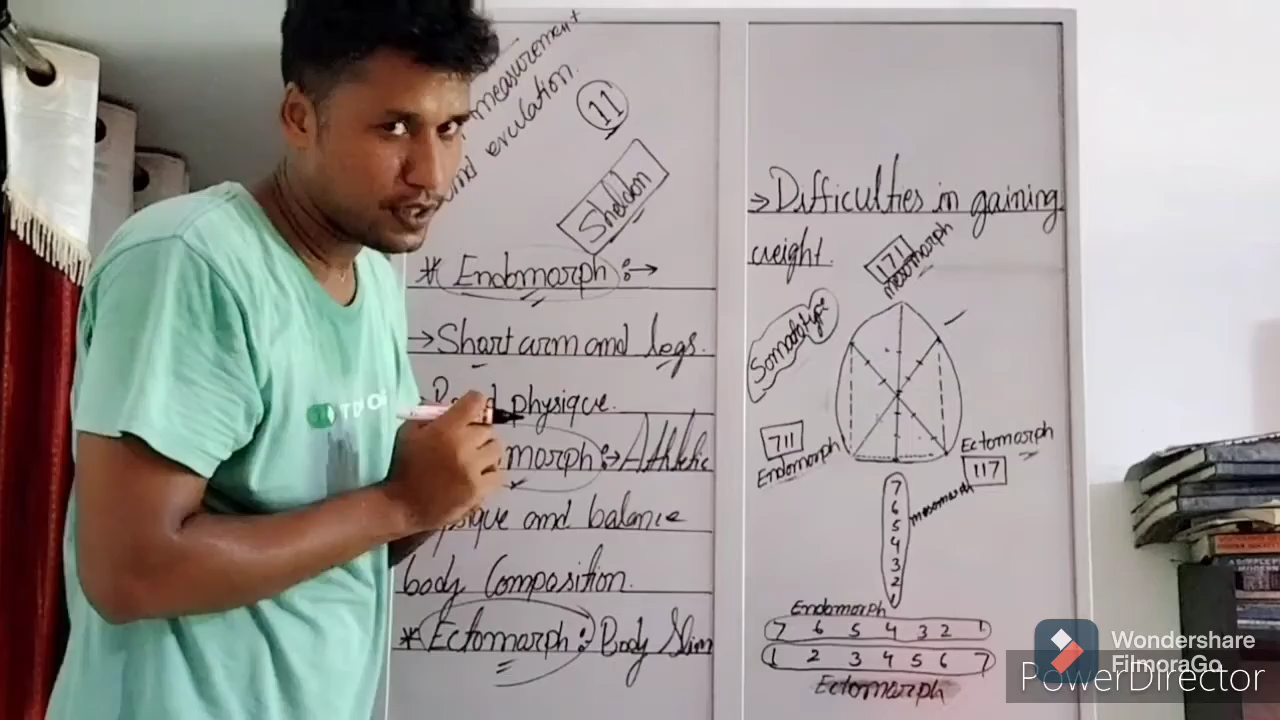 measurement
and evculation.
11
Sheldon
* Endomorph :→
→ Short arm and legs.
physique.
morph :→ Athletic
and balance
body Composition.
* Ectomorph :→ Body Slim
→ Difficulties in gaining
weight.
171
mesomorph
Somatotype
711
Endomorph
Ectomorph
117
7
6
5
4
3
2
1
mesomorph
Endomorph
7 6 5 4 3 2 1
1 2 3 4 5 6 7
Ectomorph
Wondershare
FilmoraGo
PowerDirector